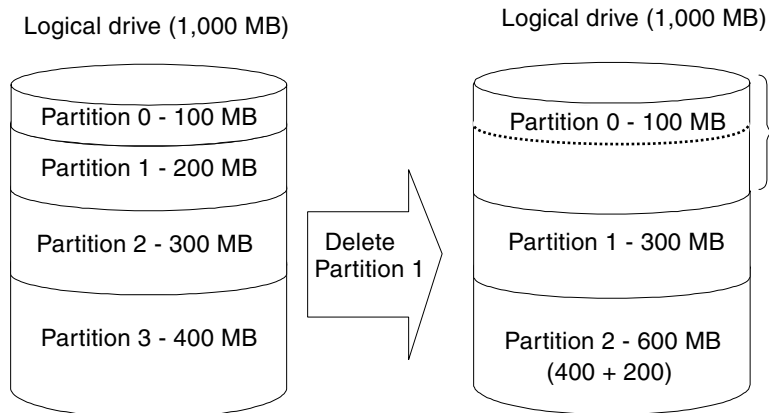 Logical drive (1,000 MB)
Partition 0 - 100 MB
Partition 1 - 200 MB
Partition 2 - 300 MB
Partition 3 - 400 MB
Delete
Partition 1
Logical drive (1,000 MB)
Partition 0 - 100 MB
Partition 1 - 300 MB
Partition 2 - 600 MB
(400 + 200)